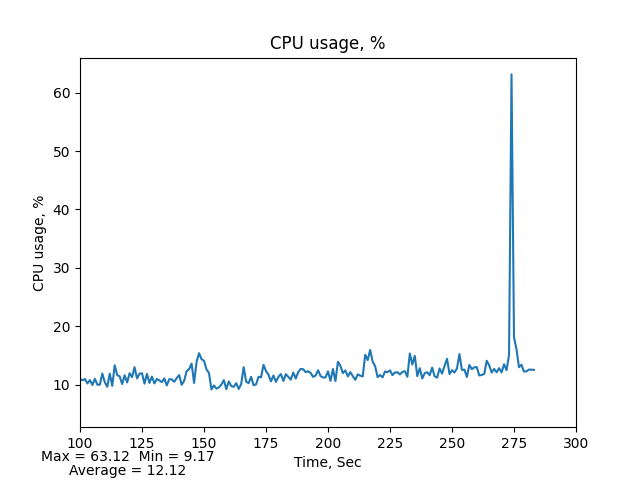 CPU usage, %
60
50
40
30
20
10
CPU usage, %
100 125 150 175 200 225 250 275 300
Time, Sec
Max = 63.12 Min = 9.17
Average = 12.12